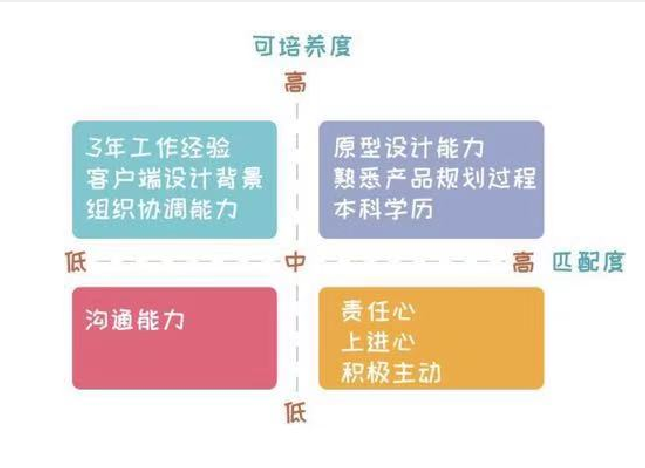 可培养度
高
3年工作经验
客户端设计背景
组织协调能力
原型设计能力
熟悉产品规划过程
本科学历
低
中
高
匹配度
沟通能力
责任心
上进心
积极主动
低